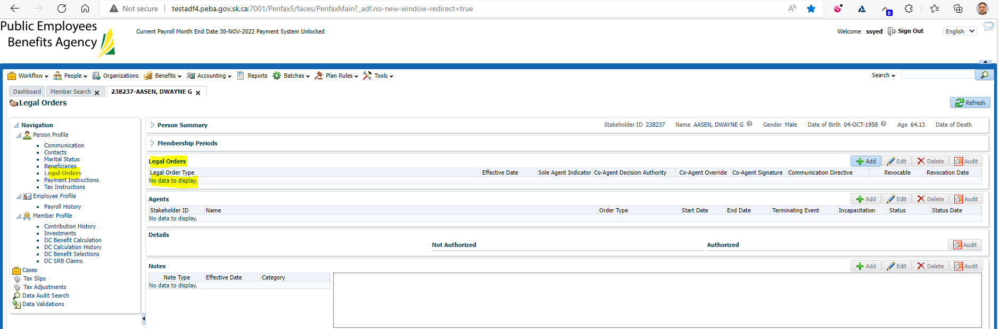 Not secure testadf4.peba.gov.sk.ca:7001/Penfax5/faces/PenfaxMain?_adf.no-new-window-redirect=true
0
Public Employees
Benefits Agency
Current Payroll Month End Date 30-NOV-2022 Payment System Unlocked
Welcome ssyed Sign Out English
Workflow People Organizations Benefits Accounting Reports Batches Plan Rules Tools Search
Dashboard Member Search 238237-AASEN, DWAYNE G
Legal Orders
Refresh
Navigation
Person Profile
Communication
Contacts
Marital Status
Beneficiaries
Legal Orders
Payment Instructions
Tax Instructions
Employee Profile
Payroll History
Member Profile
Contribution History
Investments
DC Benefit Calculation
DC Calculation History
DC Benefit Selections
DC SRB Claims
Cases
Tax Slips
Tax Adjustments
Data Audit Search
Data Validations
Person Summary Stakeholder ID 238237 Name AASEN, DWAYNE G Gender Male Date of Birth 04-OCT-1958 Age 64.13 Date of Death
Membership Periods
Legal Orders Add Edit Delete Audit
Legal Order Type Effective Date Sole Agent Indicator Co-Agent Decision Authority Co-Agent Override Co-Agent Signature Communication Directive Revocable Revocation Date
No data to display.
Agents Add Edit Delete Audit
Stakeholder ID Name Order Type Start Date End Date Terminating Event Incapacitation Status Status Date
No data to display.
Details
Not Authorized Authorized Audit
Notes Add Edit Delete Audit
Note Type Effective Date Category
No data to display.